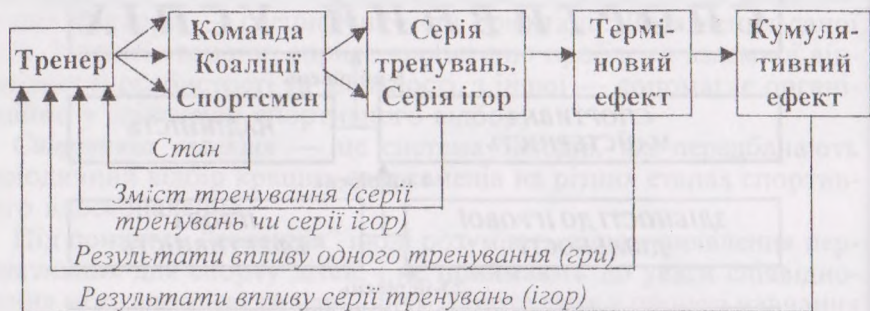 Тренер
Команда
Коаліції
Спортсмен
Серія
тренувань.
Серія ігор
Термі-
новий
ефект
Кумуля-
тивний
ефект
Стан
Зміст тренування (серії
тренувань чи серії ігор)
Результати впливу одного тренування (гри)
Результати впливу серії тренувань (ігор)